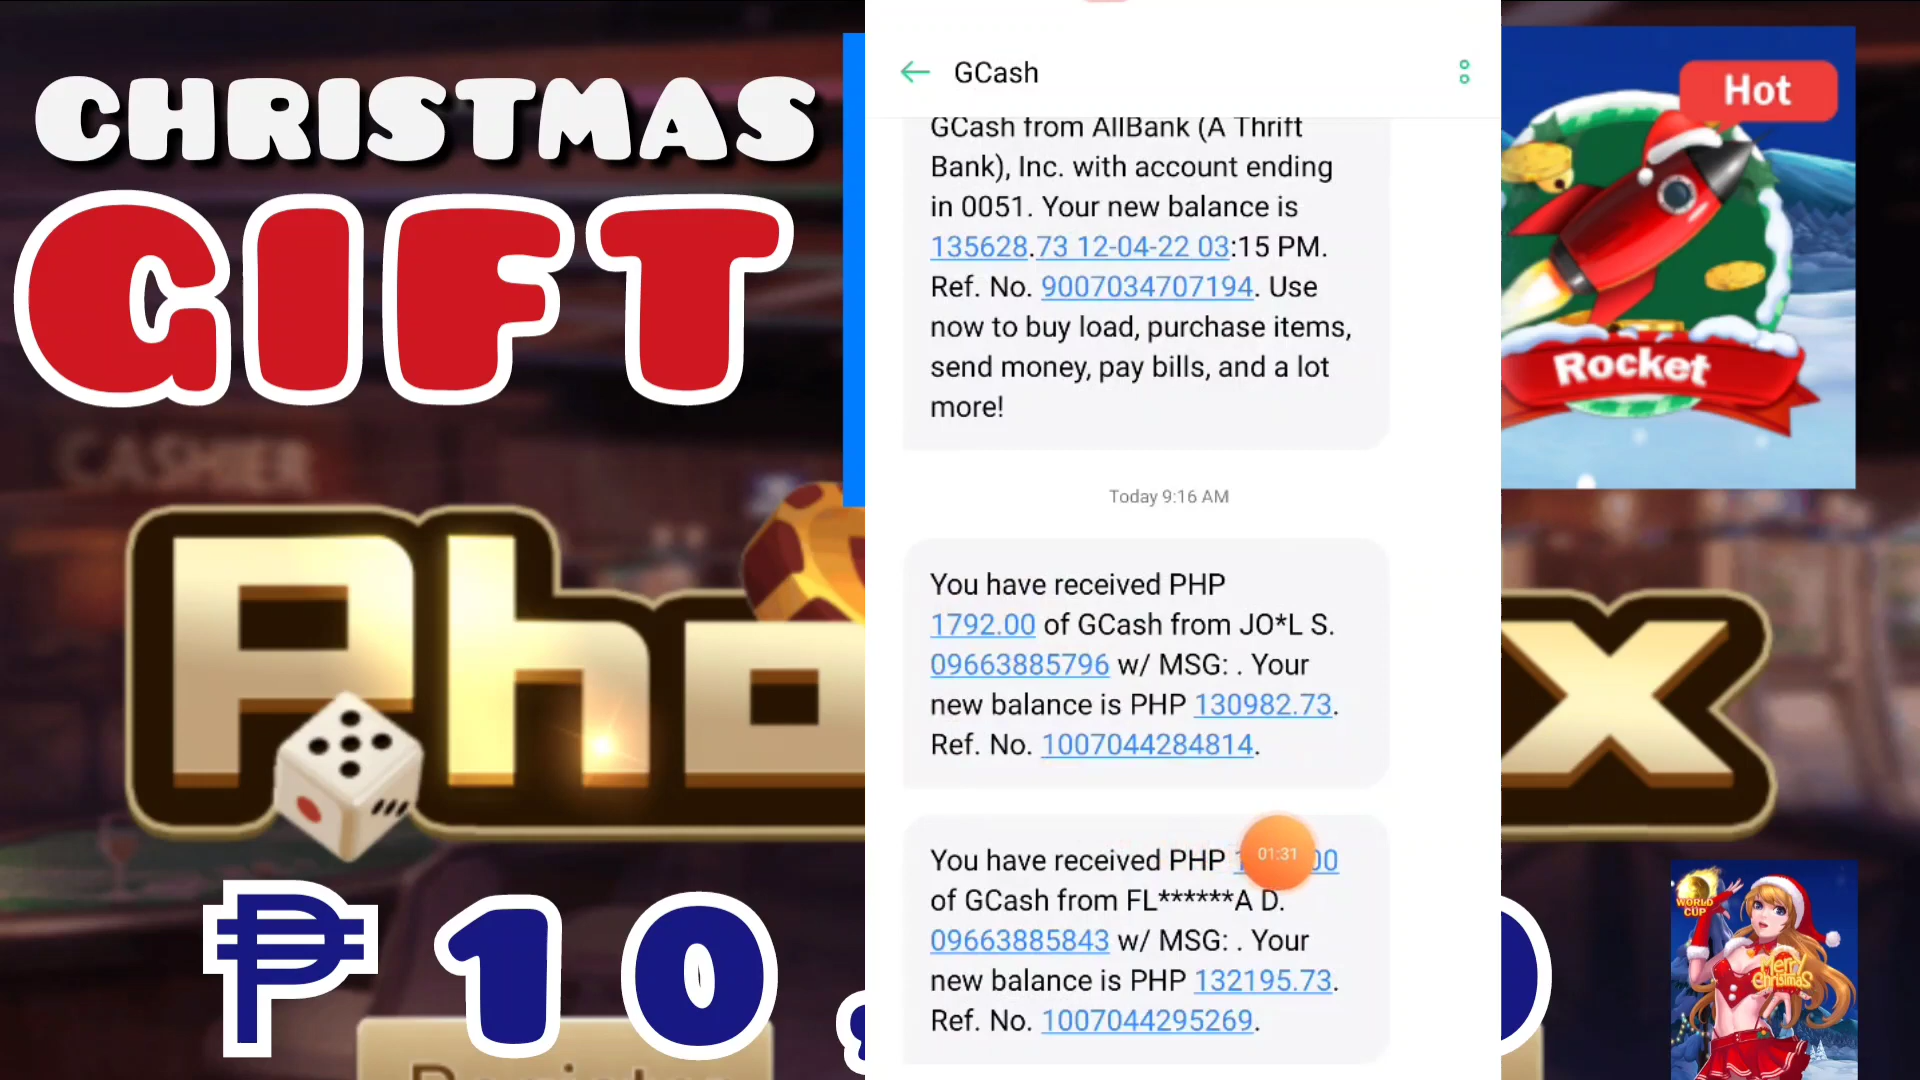 CHRISTMAS
GIFT
CASHIER
GCash
GCash from AllBank (A Thrift
Bank), Inc. with account ending
in 0051. Your new balance is
135628.73 12-04-22 03:15 PM.
Ref. No. 9007034707194. Use
now to buy load, purchase items,
send money, pay bills, and a lot
more!
Today 9:16 AM
You have received PHP
1792.00 of GCash from JO*L S.
09663885796 w/ MSG: . Your
new balance is PHP 130982.73.
Ref. No. 1007044284814.
You have received PHP
01:31
of GCash from FL******A D.
09663885843 w/ MSG: . Your
new balance is PHP 132195.73.
Ref. No. 1007044295269.
Hot
Rocket
WORLD
CUP
Merry
Christmas